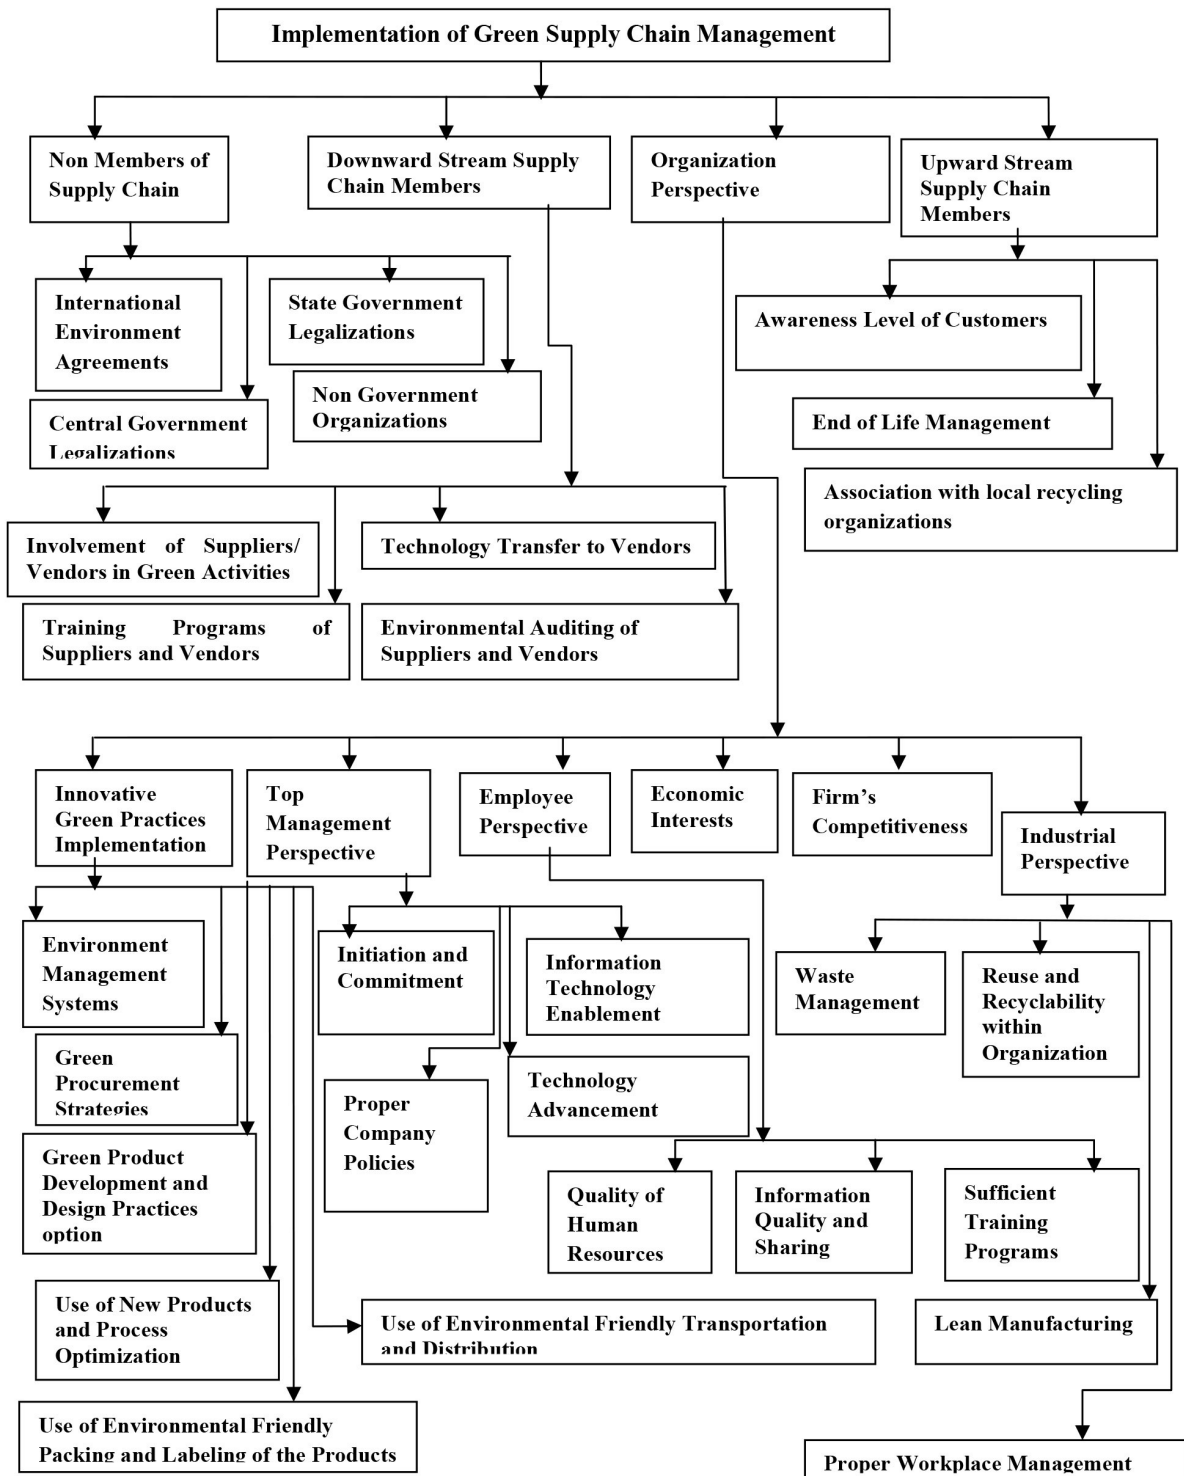 Implementation of Green Supply Chain Management
Non Members of
Supply Chain
Downward Stream Supply
Chain Members
Organization
Perspective
Upward Stream
Supply Chain
Members
International
Environment
Agreements
State Government
Legalizations
Awareness Level of Customers
Non Government
Organizations
Central Government
Legalizations
End of Life Management
Association with local recycling
organizations
Involvement of Suppliers/
Vendors in Green Activities
Technology Transfer to Vendors
Training Programs of
Suppliers and Vendors
Environmental Auditing of
Suppliers and Vendors
Innovative
Green Practices
Implementation
Top
Management
Perspective
Employee
Perspective
Economic
Interests
Firm's
Competitiveness
Industrial
Perspective
Environment
Management
Systems
Initiation and
Commitment
Information
Technology
Enablement
Waste
Management
Reuse and
Recyclability
within
Organization
Green
Procurement
Strategies
Proper
Company
Policies
Technology
Advancement
Green Product
Development and
Design Practices
option
Quality of
Human
Resources
Information
Quality and
Sharing
Sufficient
Training
Programs
Use of New Products
and Process
Optimization
Use of Environmental Friendly Transportation
and Distribution
Lean Manufacturing
Use of Environmental Friendly
Packing and Labeling of the Products
Proper Workplace Management